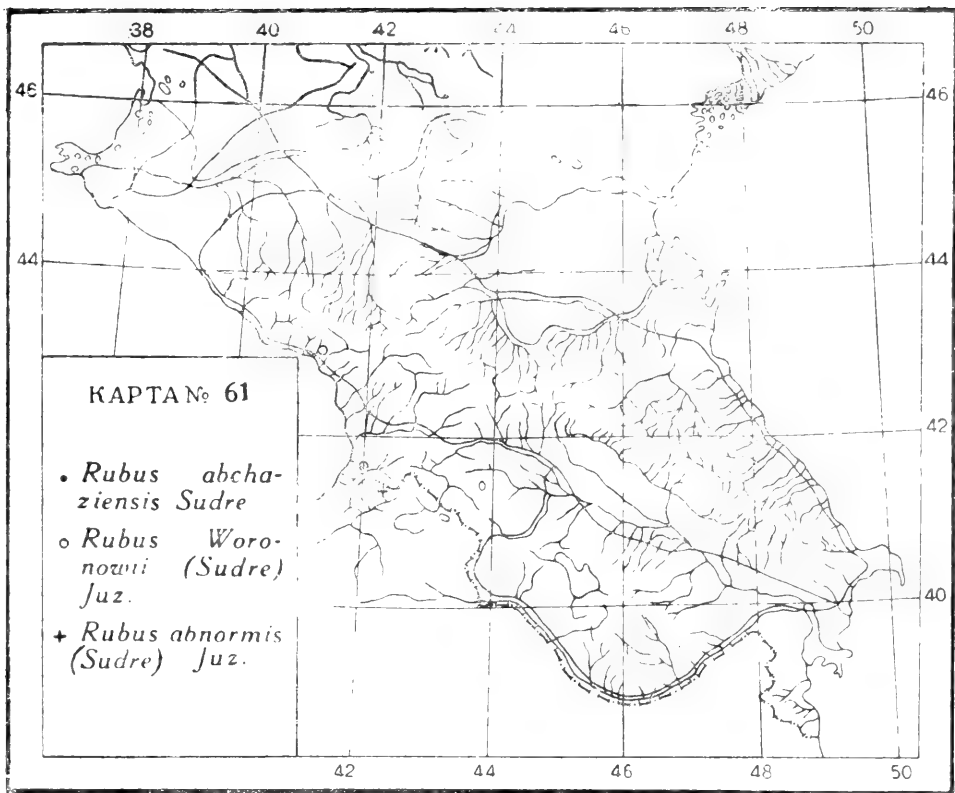 38 40 42 44 46 48 50
46 46
44 44
КАРТА № 61
42
• Rubus abcha-
ziensis Sudre
○ Rubus Woro-
nowii (Sudre)
Juz.
40
+ Rubus abnormis
(Sudre) Juz.
42 44 46 48 50